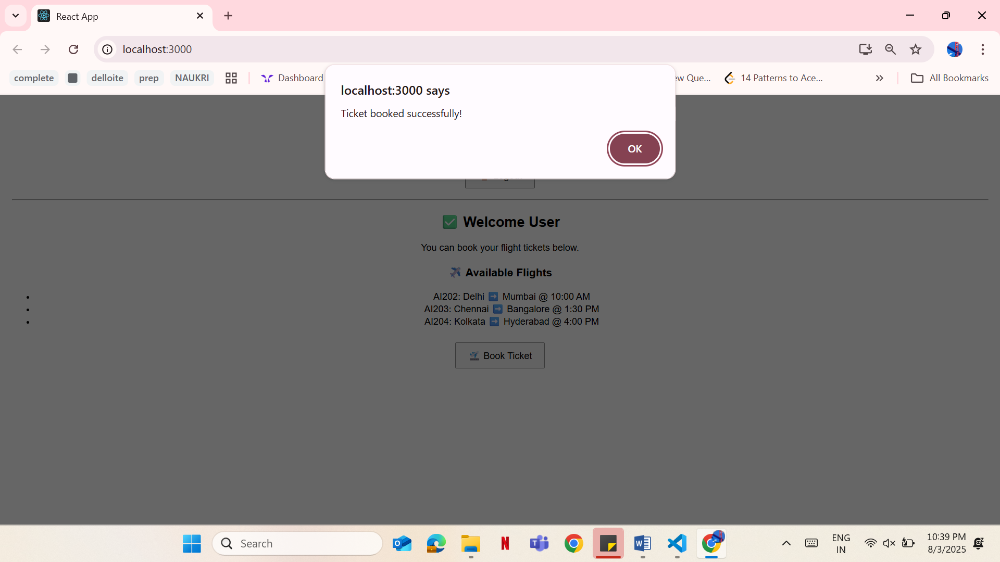 React App
localhost:3000
complete
delloite
prep
NAUKRI
Dashboard
ew Que...
14 Patterns to Ace...
All Bookmarks
localhost:3000 says
Ticket booked successfully!
OK
✅ Welcome User
You can book your flight tickets below.
✈️ Available Flights
• AI202: Delhi ➡️ Mumbai @ 10:00 AM
• AI203: Chennai ➡️ Bangalore @ 1:30 PM
• AI204: Kolkata ➡️ Hyderabad @ 4:00 PM
🛫 Book Ticket
Search
ENG
IN
10:39 PM
8/3/2025